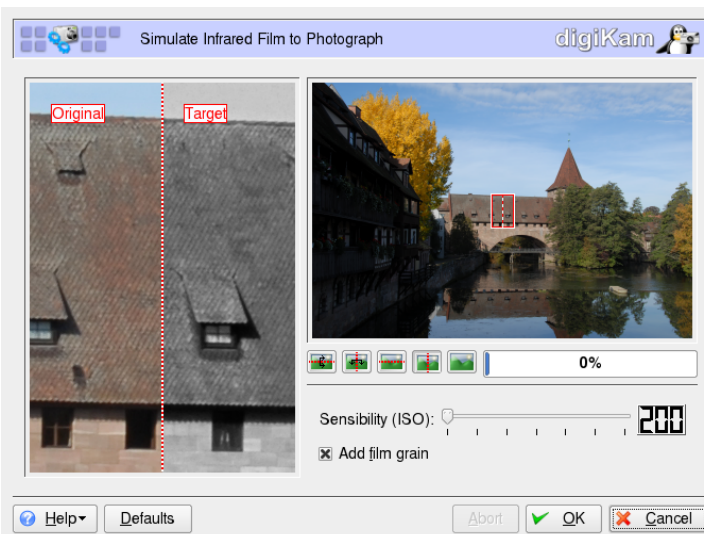 Simulate Infrared Film to Photograph
digiKam
Original
Target
0%
Sensibility (ISO):
200
Add film grain
Help
Defaults
Abort
OK
Cancel